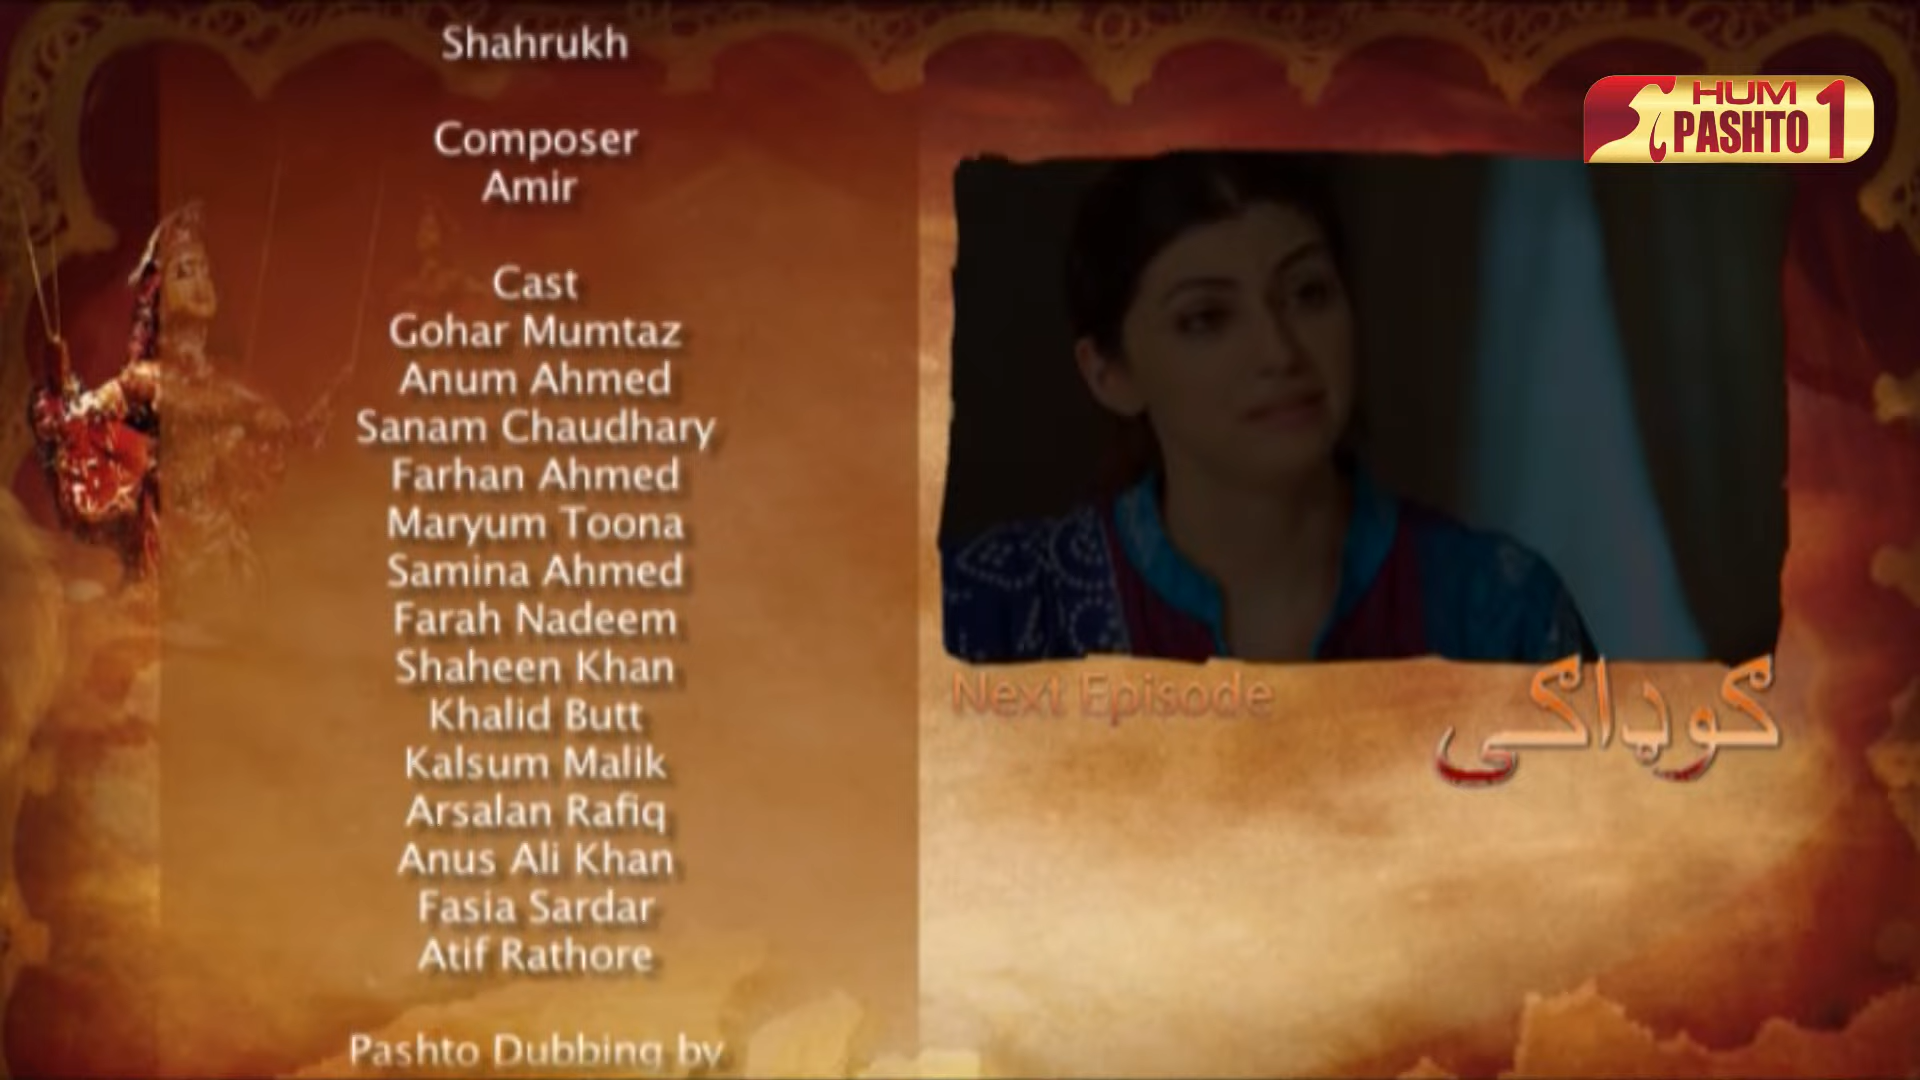 Shahrukh
Composer
Amir
Cast
Gohar Mumtaz
Anum Ahmed
Sanam Chaudhary
Farhan Ahmed
Maryum Toona
Samina Ahmed
Farah Nadeem
Shaheen Khan
Khalid Butt
Kalsum Malik
Arsalan Rafiq
Anus Ali Khan
Fasia Sardar
Atif Rathore
Pashto Dubbing by
HUM
PASHTO 1
Next Episode
ګوډاګی